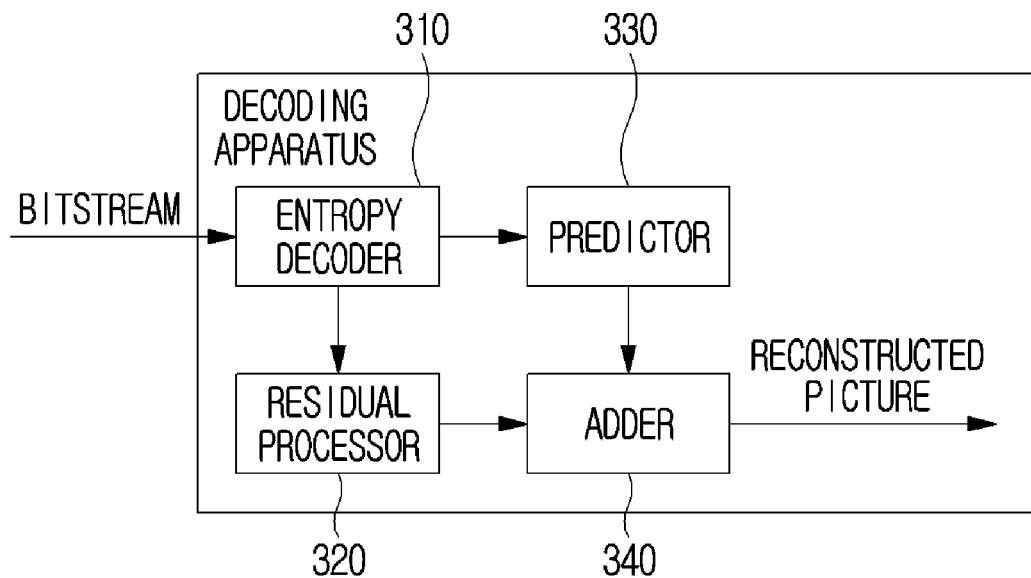 310
330
DECODING
APPARATUS
BITSTREAM
ENTROPY
DECODER
PREDICTOR
RESIDUAL
PROCESSOR
ADDER
RECONSTRUCTED
PICTURE
320
340